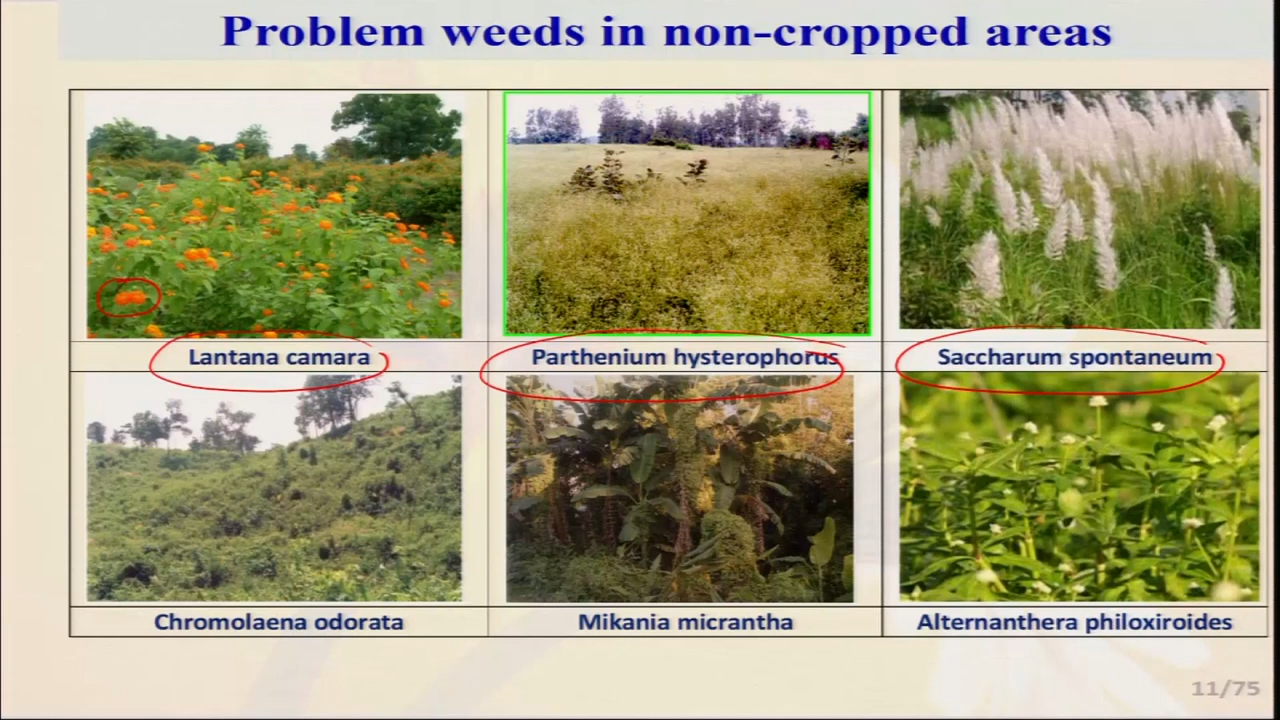 Problem weeds in non-cropped areas
Lantana camara
Parthenium hysterophorus
Saccharum spontaneum
Chromolaena odorata
Mikania micrantha
Alternanthera philoxiroides
11/75